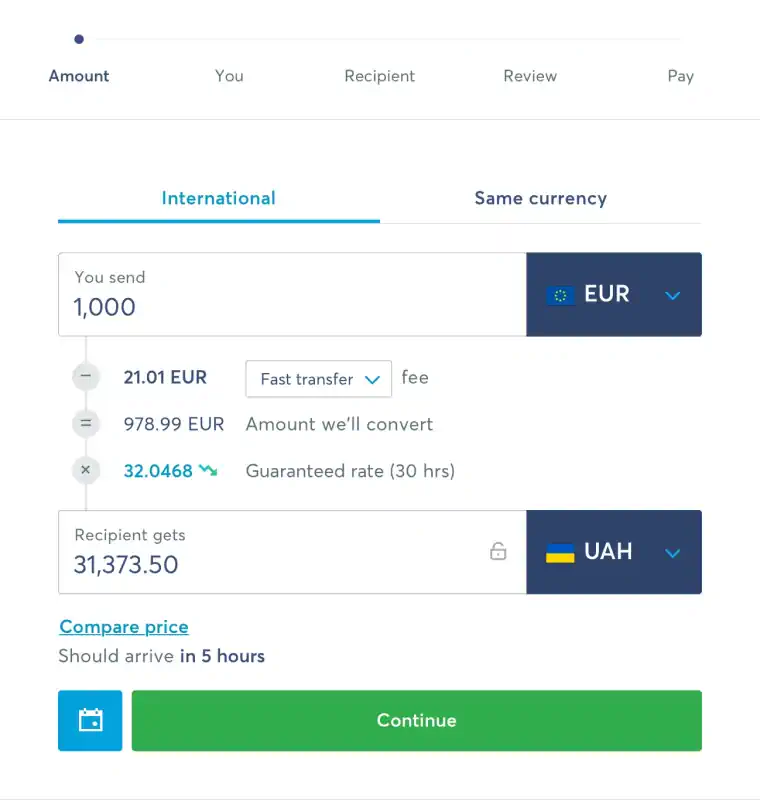 Amount You Recipient Review Pay
International Same currency
You send
1,000 EUR
− 21.01 EUR Fast transfer fee
= 978.99 EUR Amount we'll convert
× 32.0468 Guaranteed rate (30 hrs)
Recipient gets
31,373.50 UAH
Compare price
Should arrive in 5 hours
Continue